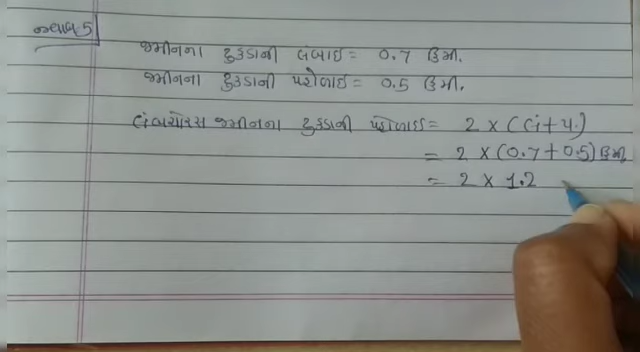 જવાબ 5
જમીનના ટુકડાની લંબાઇ = 0.7 કિમી.
જમીનના ટુકડાની પહોળાઇ = 0.5 કિમી.
લંબચોરસ જમીનના ટુકડાની પહોળાઇ = 2 × (લં + પ.)
= 2 × (0.7 + 0.5) કિમી
= 2 × 1.2